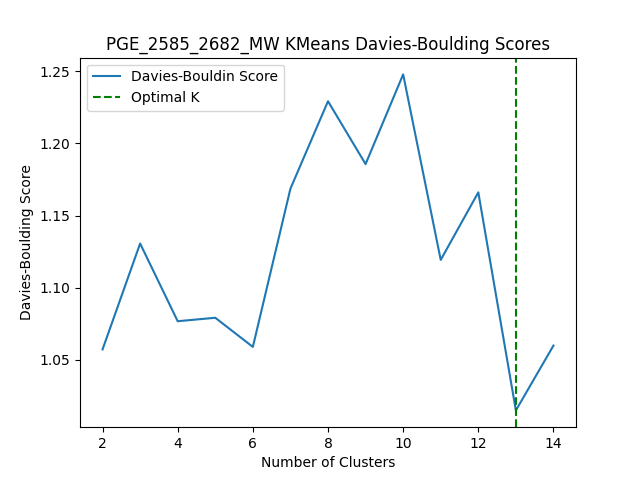 PGE_2585_2682_MW KMeans Davies-Boulding Scores
Davies-Bouldin Score
Optimal K
Davies-Boulding Score
1.25
1.20
1.15
1.10
1.05
2 4 6 8 10 12 14
Number of Clusters